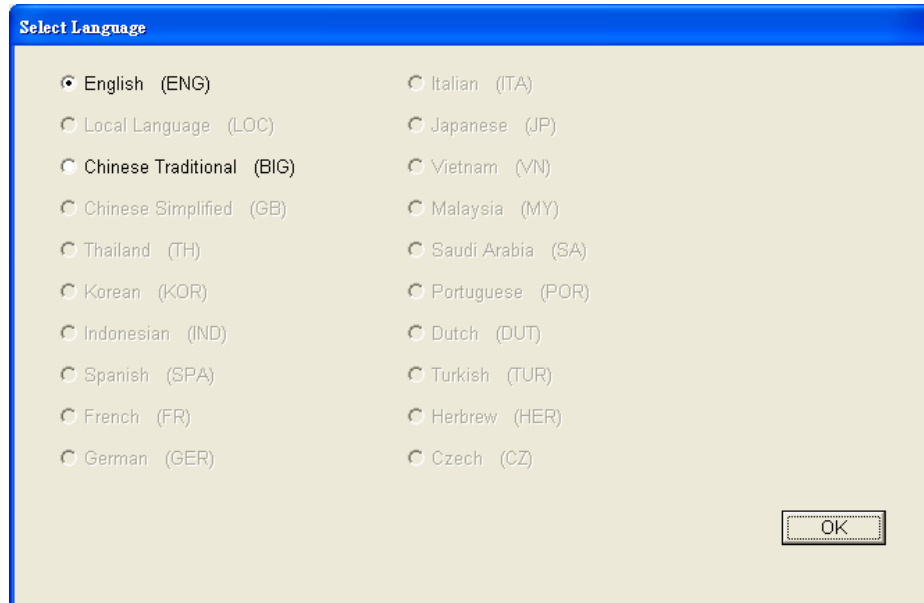 Select Language
English (ENG)
Local Language (LOC)
Chinese Traditional (BIG)
Chinese Simplified (GB)
Thailand (TH)
Korean (KOR)
Indonesian (IND)
Spanish (SPA)
French (FR)
German (GER)
Italian (ITA)
Japanese (JP)
Vietnam (VN)
Malaysia (MY)
Saudi Arabia (SA)
Portuguese (POR)
Dutch (DUT)
Turkish (TUR)
Herbrew (HER)
Czech (CZ)
OK